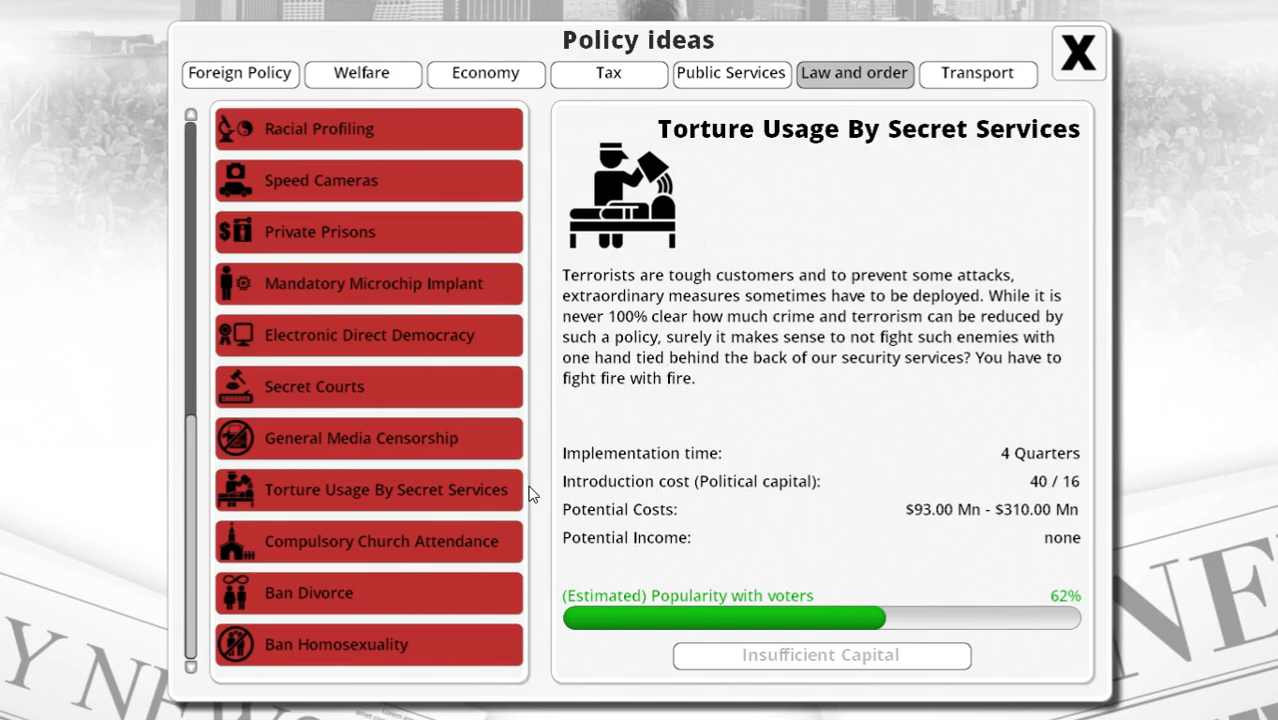 Policy ideas
X
Foreign Policy
Welfare
Economy
Tax
Public Services
Law and order
Transport
Racial Profiling
Speed Cameras
Private Prisons
Mandatory Microchip Implant
Electronic Direct Democracy
Secret Courts
General Media Censorship
Torture Usage By Secret Services
Compulsory Church Attendance
Ban Divorce
Ban Homosexuality
Torture Usage By Secret Services
Terrorists are tough customers and to prevent some attacks,
extraordinary measures sometimes have to be deployed. While it is
never 100% clear how much crime and terrorism can be reduced by
such a policy, surely it makes sense to not fight such enemies with
one hand tied behind the back of our security services? You have to
fight fire with fire.
Implementation time: 4 Quarters
Introduction cost (Political capital): 40 / 16
Potential Costs: $93.00 Mn - $310.00 Mn
Potential Income: none
(Estimated) Popularity with voters 62%
Insufficient Capital